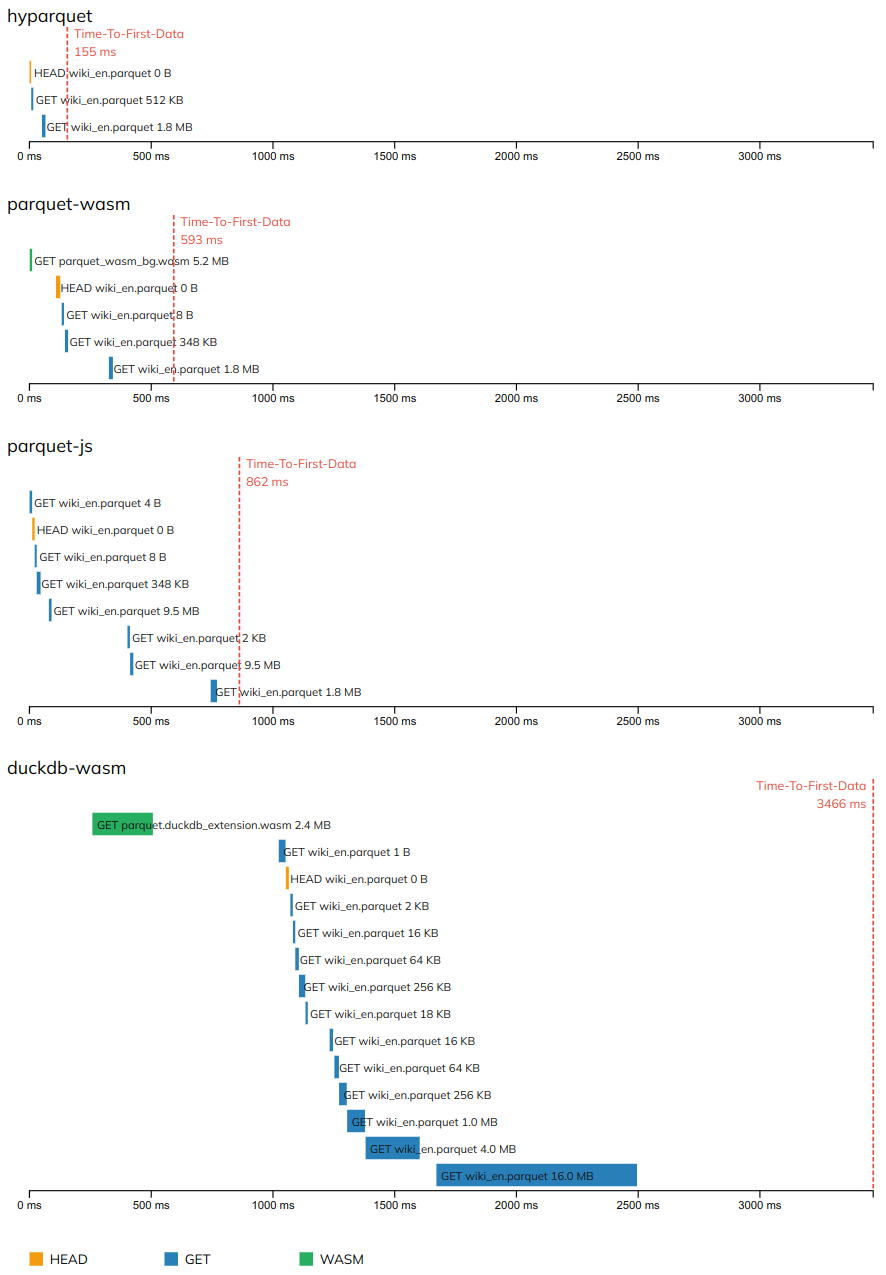 hyparquet
Time-To-First-Data
155 ms
HEAD wiki_en.parquet 0 B
GET wiki_en.parquet 512 KB
GET wiki_en.parquet 1.8 MB
0 ms 500 ms 1000 ms 1500 ms 2000 ms 2500 ms 3000 ms
parquet-wasm
Time-To-First-Data
593 ms
GET parquet_wasm_bg.wasm 5.2 MB
HEAD wiki_en.parquet 0 B
GET wiki_en.parquet 8 B
GET wiki_en.parquet 348 KB
GET wiki_en.parquet 1.8 MB
0 ms 500 ms 1000 ms 1500 ms 2000 ms 2500 ms 3000 ms
parquet-js
Time-To-First-Data
862 ms
GET wiki_en.parquet 4 B
HEAD wiki_en.parquet 0 B
GET wiki_en.parquet 8 B
GET wiki_en.parquet 348 KB
GET wiki_en.parquet 9.5 MB
GET wiki_en.parquet 2 KB
GET wiki_en.parquet 9.5 MB
GET wiki_en.parquet 1.8 MB
0 ms 500 ms 1000 ms 1500 ms 2000 ms 2500 ms 3000 ms
duckdb-wasm
Time-To-First-Data
3466 ms
GET parquet.duckdb_extension.wasm 2.4 MB
GET wiki_en.parquet 1 B
HEAD wiki_en.parquet 0 B
GET wiki_en.parquet 2 KB
GET wiki_en.parquet 16 KB
GET wiki_en.parquet 64 KB
GET wiki_en.parquet 256 KB
GET wiki_en.parquet 18 KB
GET wiki_en.parquet 16 KB
GET wiki_en.parquet 64 KB
GET wiki_en.parquet 256 KB
GET wiki_en.parquet 1.0 MB
GET wiki_en.parquet 4.0 MB
GET wiki_en.parquet 16.0 MB
0 ms 500 ms 1000 ms 1500 ms 2000 ms 2500 ms 3000 ms
HEAD GET WASM